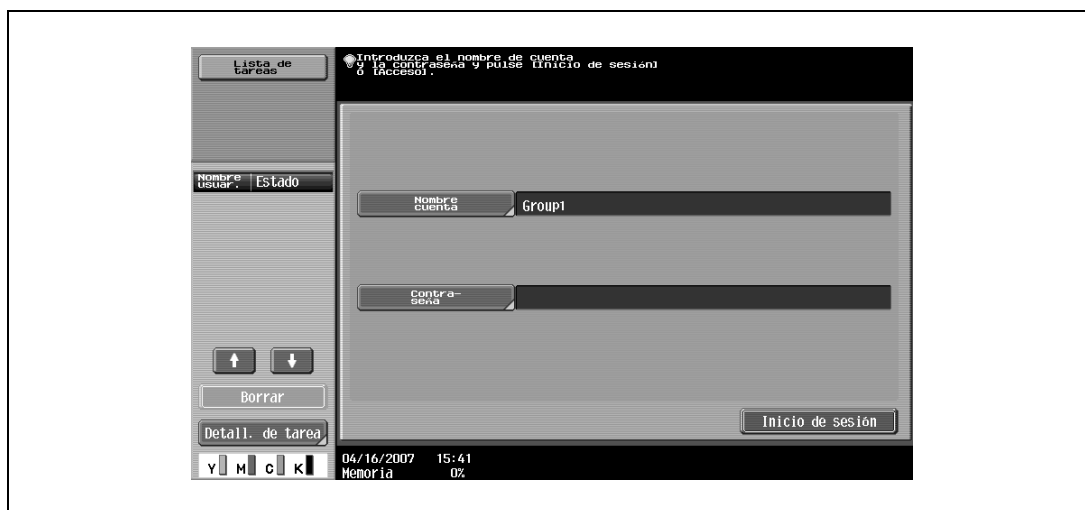 Lista de
tareas
Introduzca el nombre de cuenta
y la contraseña y pulse [Inicio de sesión]
o [Acceso].
Nombre
usuar.
Estado
Nombre
cuenta
Group1
Contra-
seña
Borrar
Detall. de tarea
Inicio de sesión
Y M C K
04/16/2007 15:41
Memoria 0%